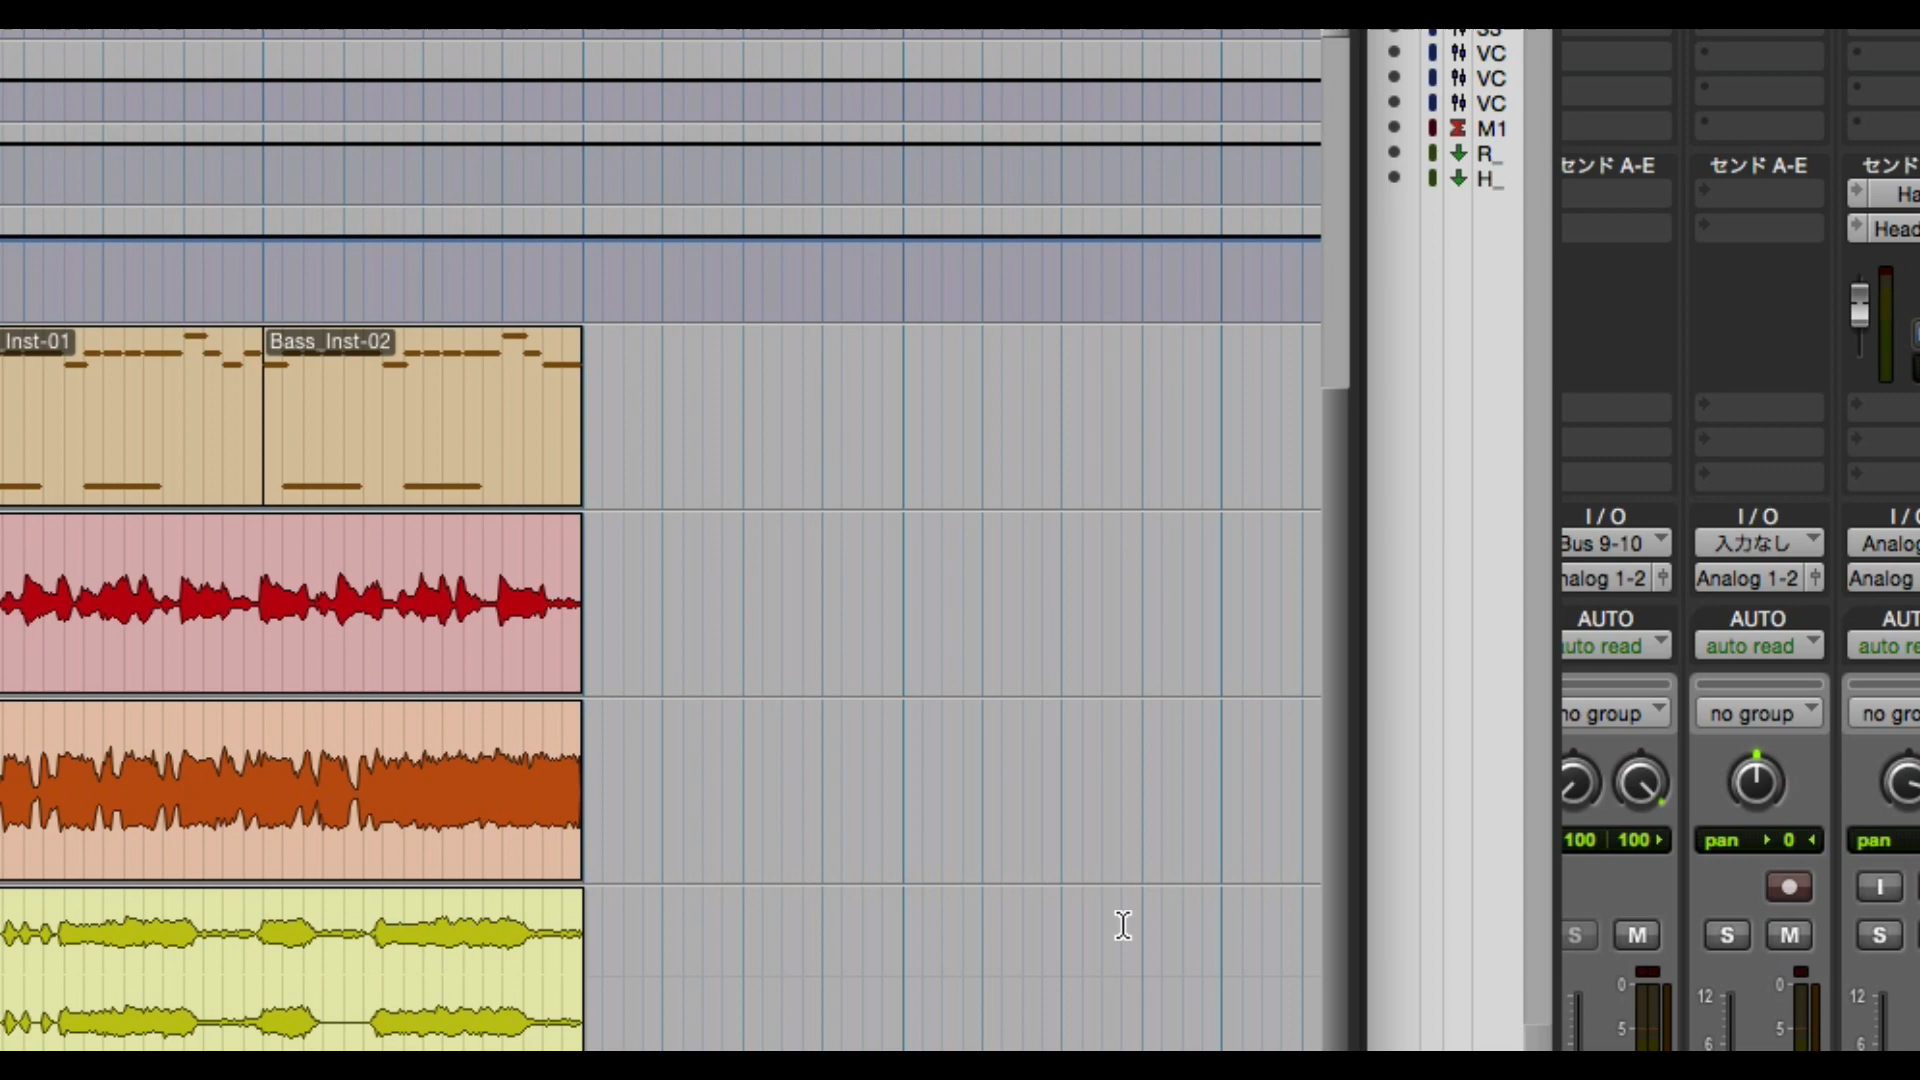 VC
VC
VC
M1
R_
H_
センド A-E
センド A-E
センド
Ha
Head
_Inst-01
Bass_Inst-02
I / O
I / O
I /
Bus 9-10
入力なし
Analog
nalog 1-2
Analog 1-2
Analog
AUTO
AUTO
AUT
uto read
auto read
auto re
no group
no group
no gro
100
100
pan
0
pan
I
S
M
S
M
S
0
12
0
12
5
6
5
6